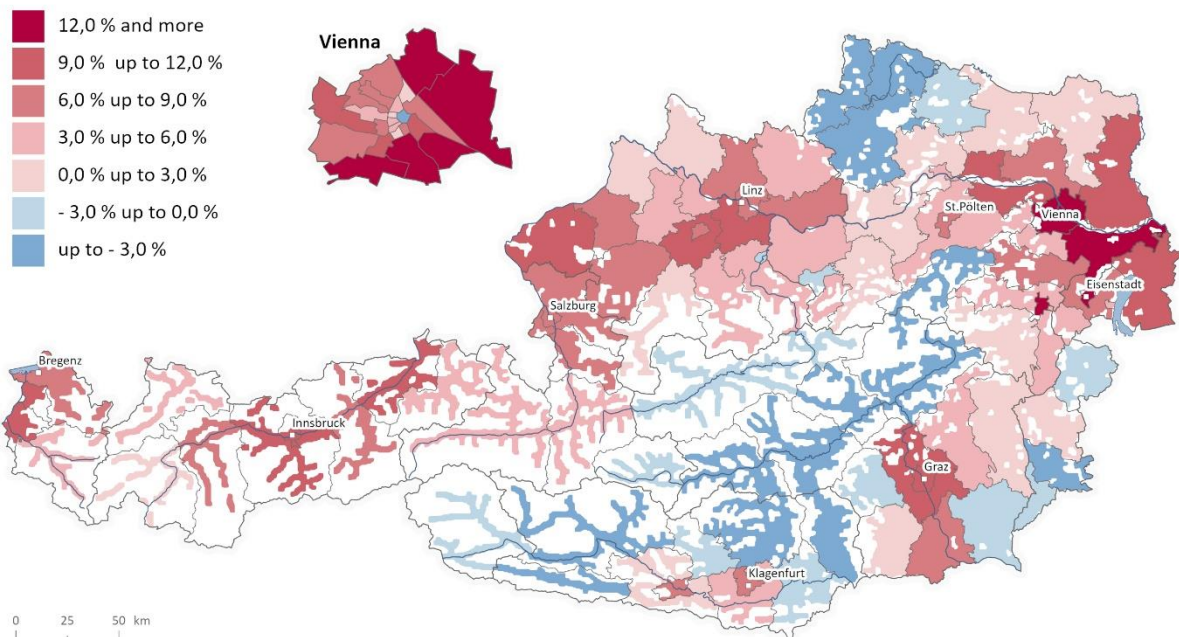 12,0 % and more
9,0 % up to 12,0 %
6,0 % up to 9,0 %
3,0 % up to 6,0 %
0,0 % up to 3,0 %
- 3,0 % up to 0,0 %
up to - 3,0 %
Vienna
Linz
St.Pölten
Vienna
Eisenstadt
Salzburg
Bregenz
Innsbruck
Graz
Klagenfurt
0 25 50 km